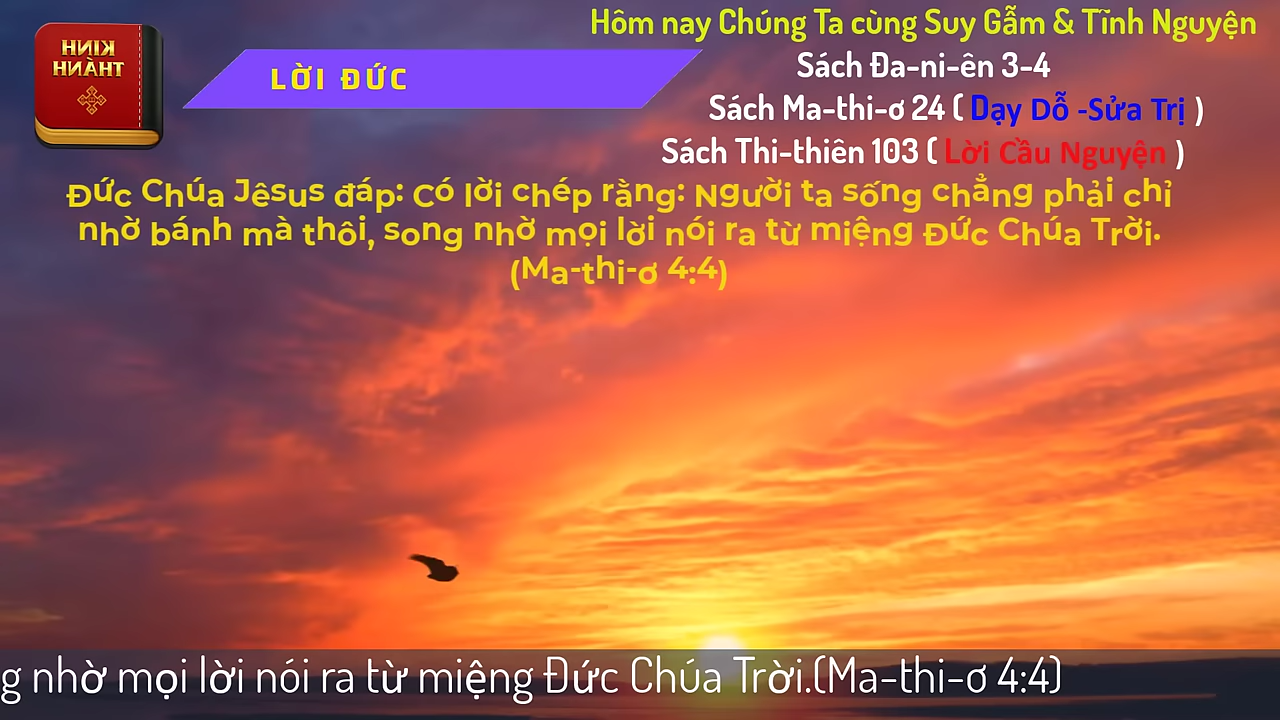 Hôm nay Chúng Ta cùng Suy Gẫm & Tĩnh Nguyện
KINH
THÀNH
LỜI ĐỨC
Sách Đa-ni-ên 3-4
Sách Ma-thi-ơ 24 ( Dạy Dỗ -Sửa Trị )
Sách Thi-thiên 103 ( Lời Cầu Nguyện )
Đức Chúa Jêsus đáp: Có lời chép rằng: Người ta sống chẳng phải chỉ
nhờ bánh mà thôi, song nhờ mọi lời nói ra từ miệng Đức Chúa Trời.
(Ma-thi-ơ 4:4)
g nhờ mọi lời nói ra từ miệng Đức Chúa Trời.(Ma-thi-ơ 4:4)